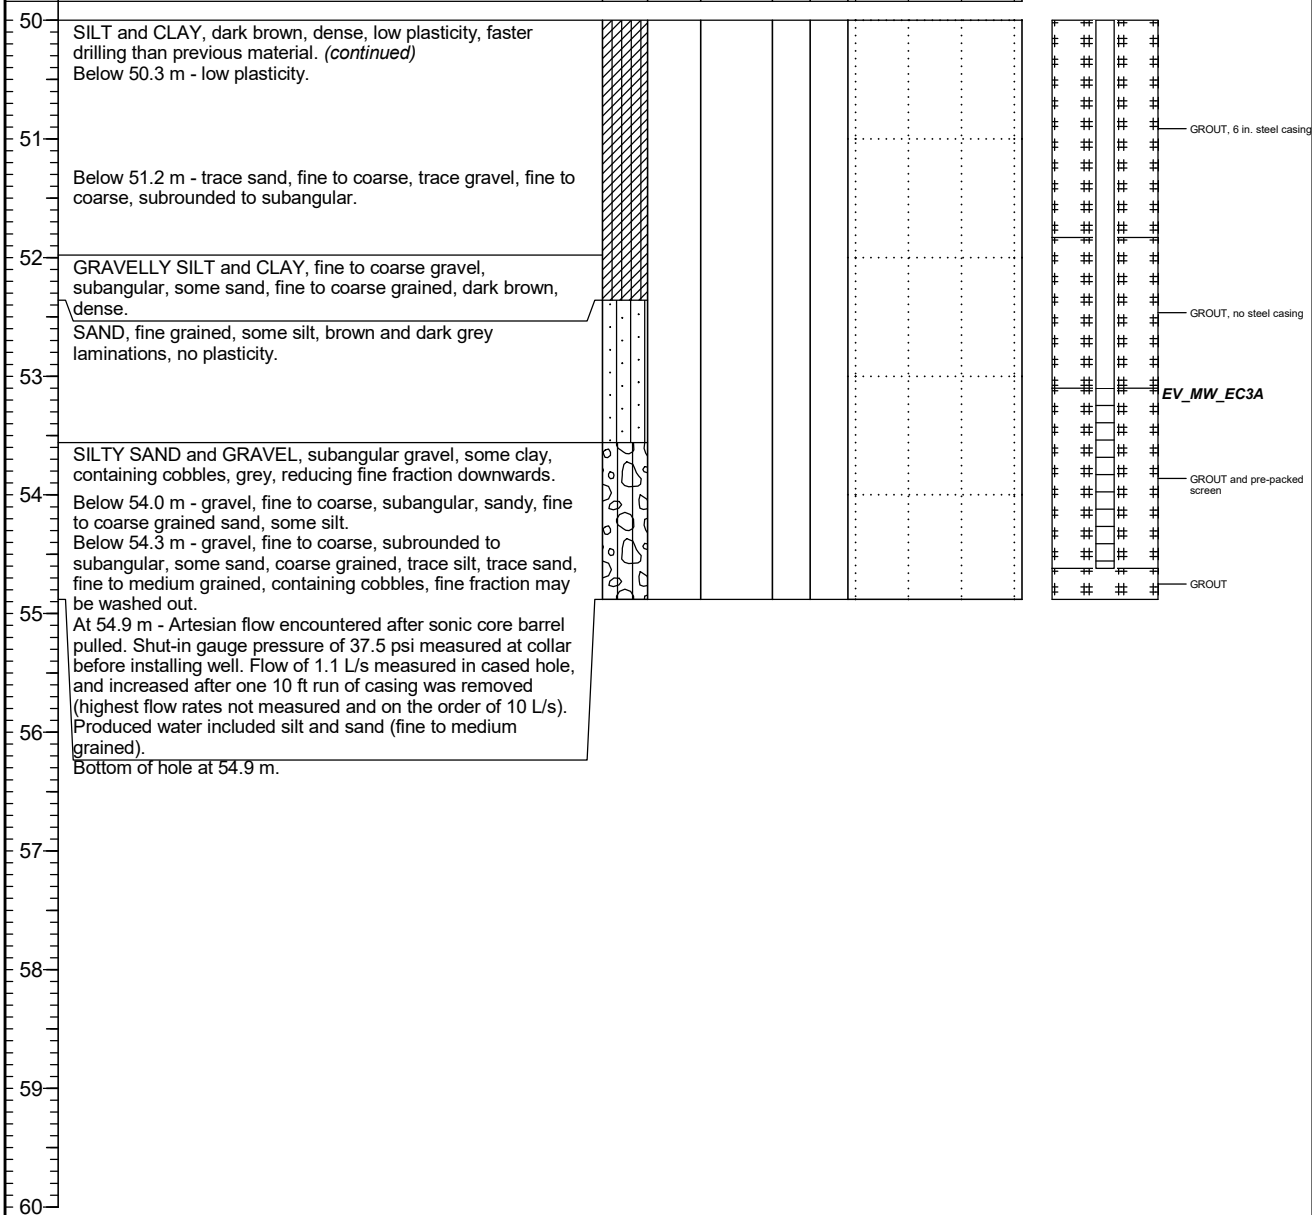 50
SILT and CLAY, dark brown, dense, low plasticity, faster
drilling than previous material. (continued)
Below 50.3 m - low plasticity.
51
GROUT, 6 in. steel casing
Below 51.2 m - trace sand, fine to coarse, trace gravel, fine to
coarse, subrounded to subangular.
52
GRAVELLY SILT and CLAY, fine to coarse gravel,
subangular, some sand, fine to coarse grained, dark brown,
dense.
GROUT, no steel casing
SAND, fine grained, some silt, brown and dark grey
laminations, no plasticity.
53
EV_MW_EC3A
SILTY SAND and GRAVEL, subangular gravel, some clay,
containing cobbles, grey, reducing fine fraction downwards.
GROUT and pre-packed
screen
54
Below 54.0 m - gravel, fine to coarse, subangular, sandy, fine
to coarse grained sand, some silt.
Below 54.3 m - gravel, fine to coarse, subrounded to
subangular, some sand, coarse grained, trace silt, trace sand,
fine to medium grained, containing cobbles, fine fraction may
be washed out.
GROUT
55
At 54.9 m - Artesian flow encountered after sonic core barrel
pulled. Shut-in gauge pressure of 37.5 psi measured at collar
before installing well. Flow of 1.1 L/s measured in cased hole,
and increased after one 10 ft run of casing was removed
(highest flow rates not measured and on the order of 10 L/s).
Produced water included silt and sand (fine to medium
grained).
56
Bottom of hole at 54.9 m.
57
58
59
60